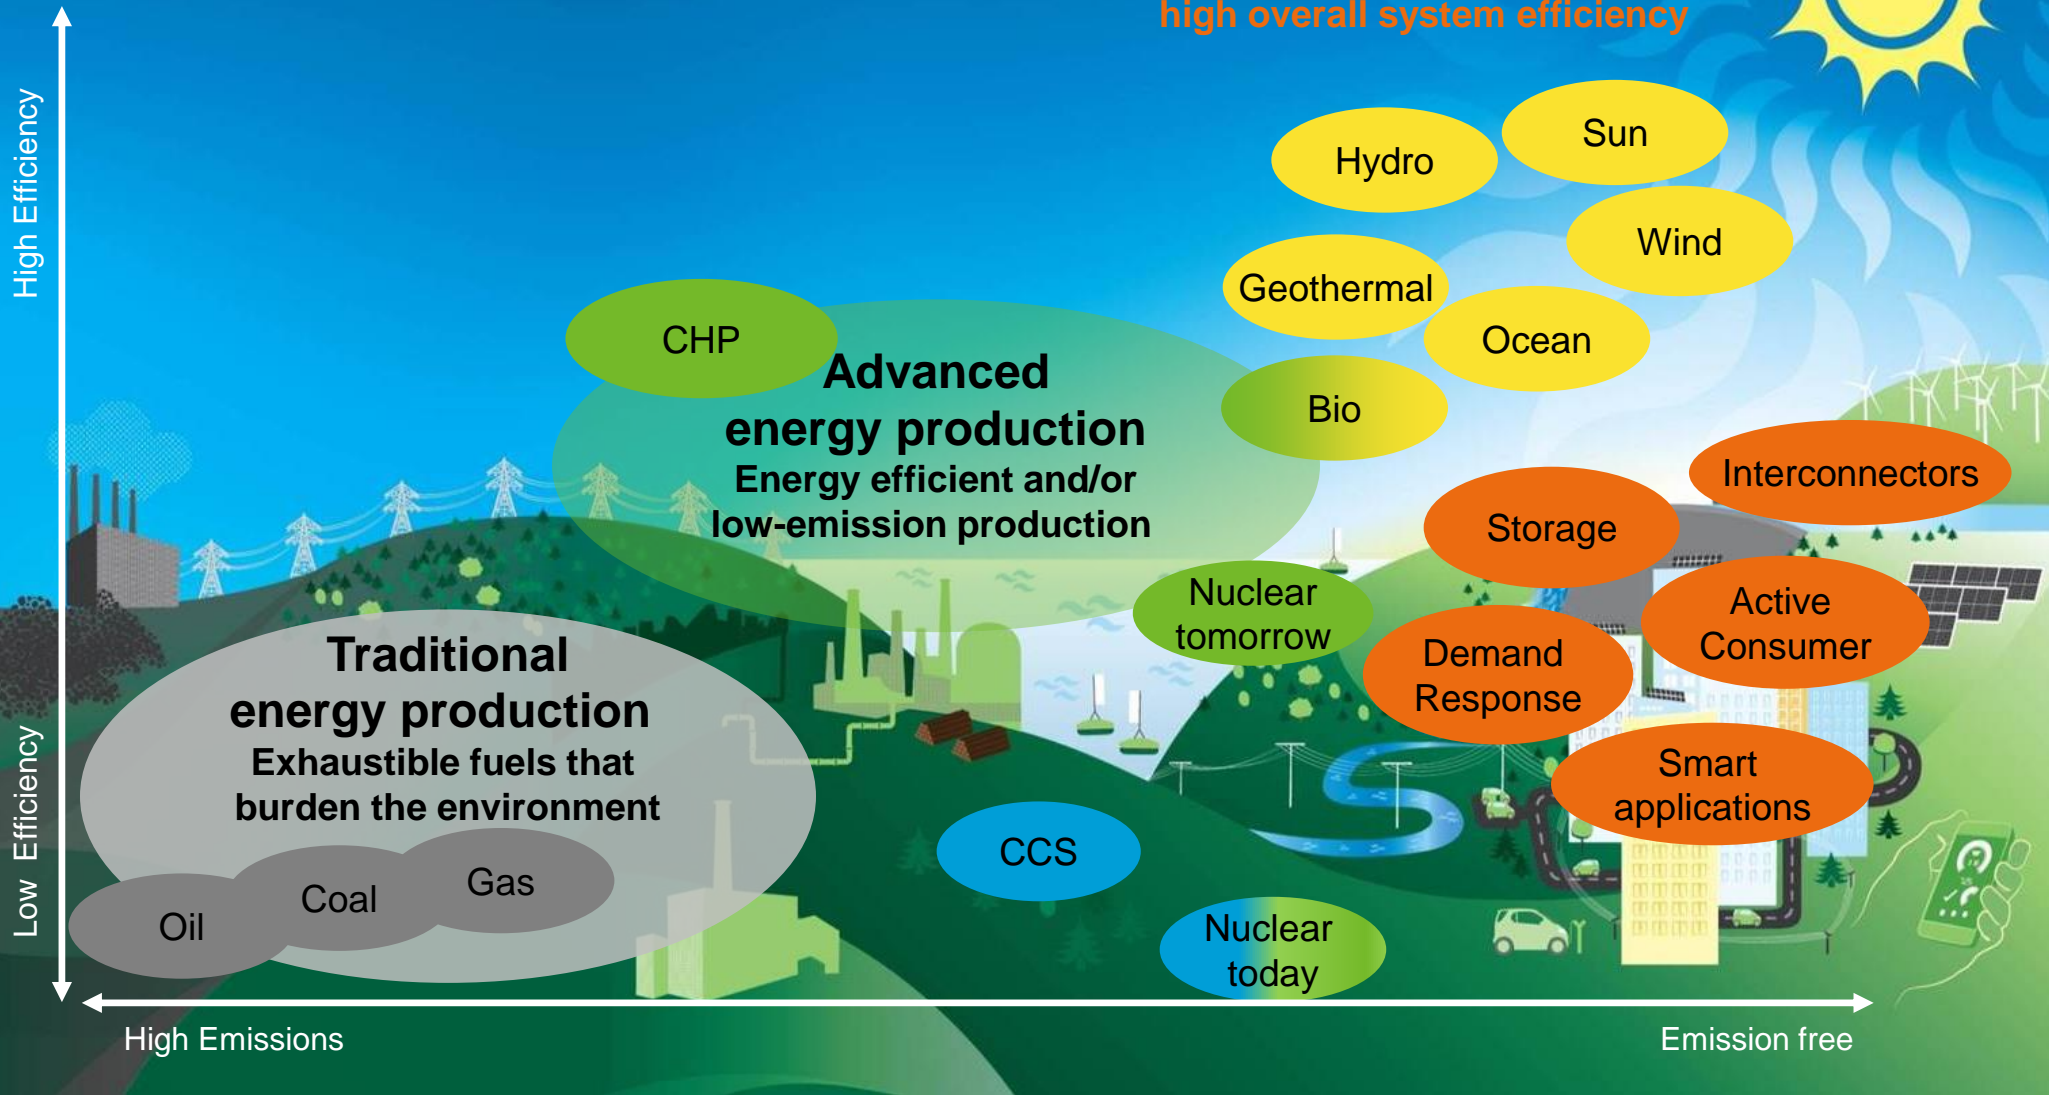 high overall system efficiency
High Efficiency
Sun
Hydro
Wind
Geothermal
CHP
Ocean
Advanced
energy production
Energy efficient and/or
low-emission production
Bio
Interconnectors
Storage
Nuclear
tomorrow
Active
Consumer
Demand
Response
Traditional
energy production
Exhaustible fuels that
burden the environment
Smart
applications
CCS
Gas
Coal
Oil
Nuclear
today
Low Efficiency
High Emissions
Emission free